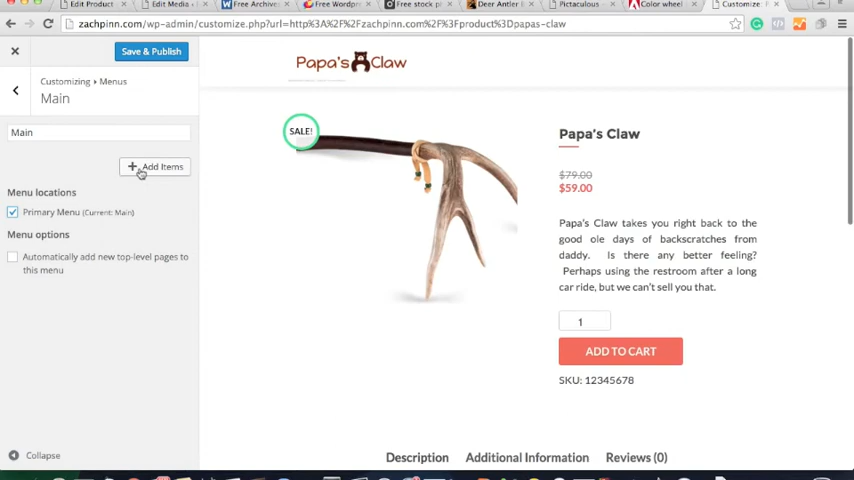 Edit Product
Edit Media
Free Archives
Free Wordpre
Free stock p
Deer Antler
Pictaculous
Color wheel
Customize: F
zachpinn.com/wp-admin/customize.php?url=http%3A%2F%2Fzachpinn.com%2F%3Fproduct%3Dpapas-claw
Save & Publish
Customizing ▸ Menus
Main
Main
+ Add Items
Menu locations
Primary Menu (Current: Main)
Menu options
Automatically add new top-level pages to
this menu
Collapse
Papa's Claw
SALE!
Papa's Claw
$79.00
$59.00
Papa's Claw takes you right back to the
good ole days of backscratches from
daddy. Is there any better feeling?
Perhaps using the restroom after a long
car ride, but we can't sell you that.
1
ADD TO CART
SKU: 12345678
Description
Additional Information
Reviews (0)